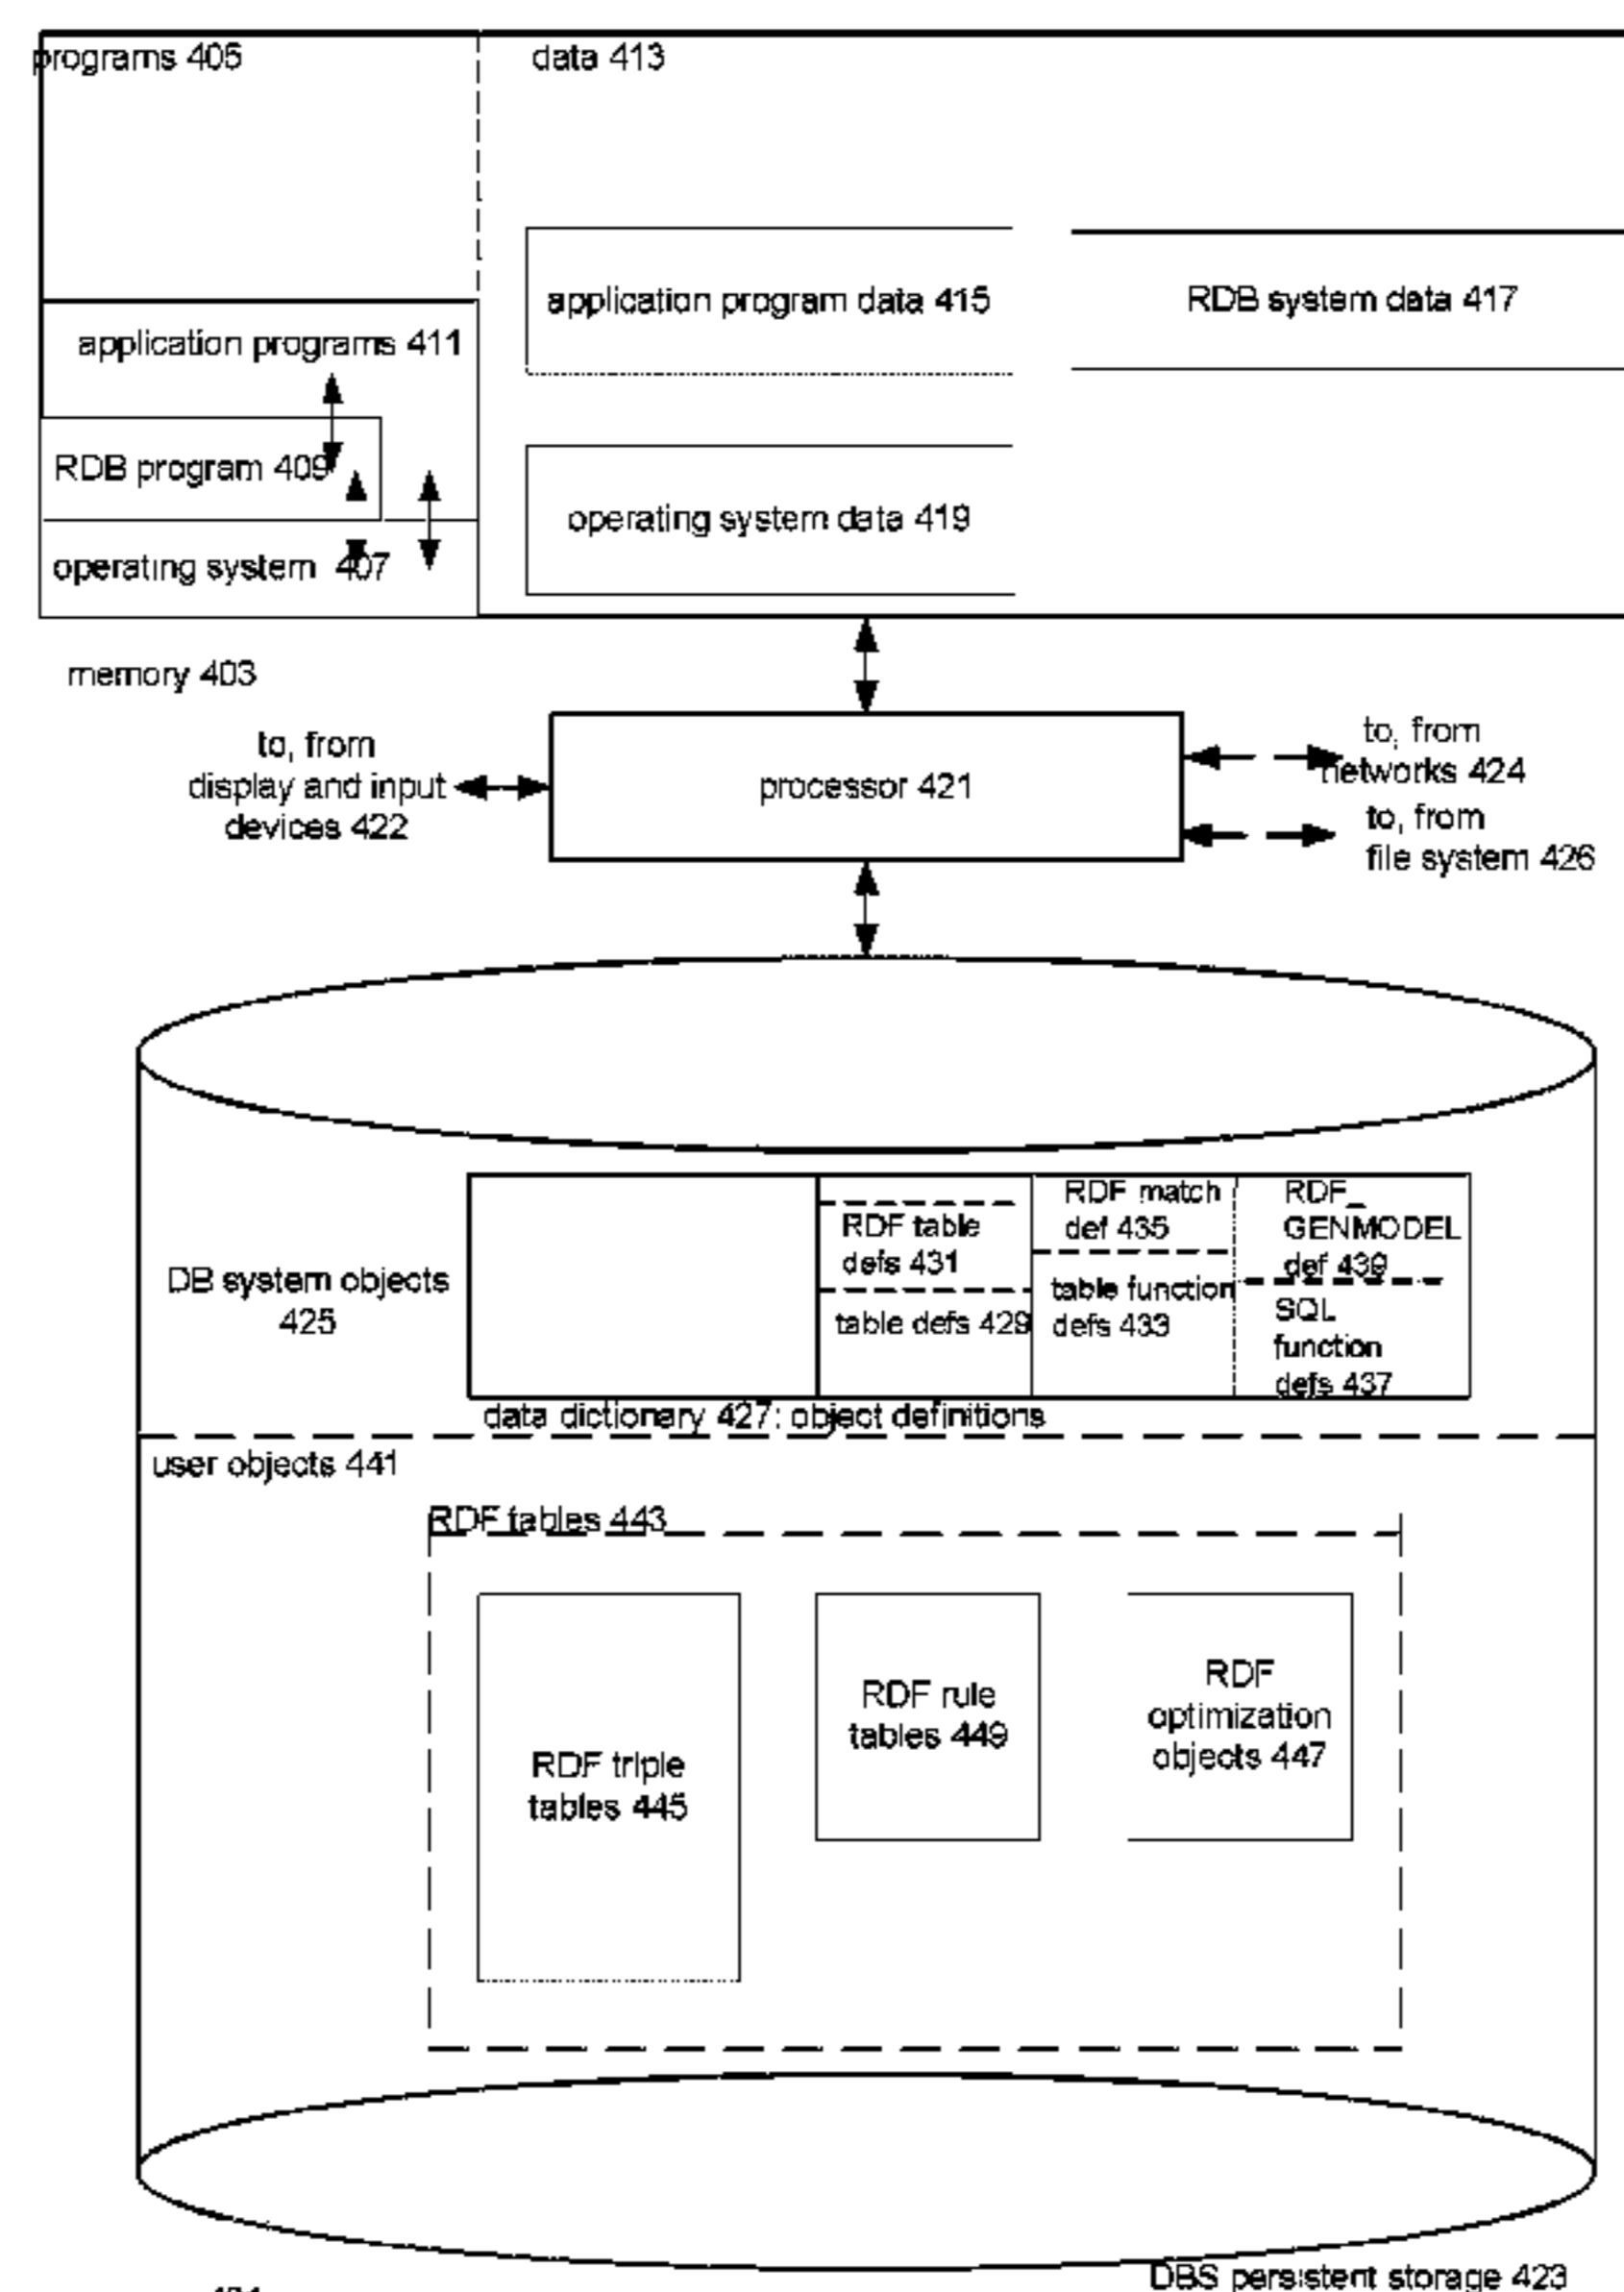 programs 405
data 413
application program data 415
RDB system data 417
application programs 411
RDB program 409
operating system data 419
operating system 407
memory 403
to, from
display and input
devices 422
processor 421
to, from
networks 424
to, from
file system 426
DB system objects
425
RDF table
defs 431
table defs 429
RDF match
def 435
table function
defs 433
RDF_
GENMODEL
def 439
SQL
function
defs 437
data dictionary 427: object definitions
user objects 441
RDF tables 443
RDF triple
tables 445
RDF rule
tables 449
RDF
optimization
objects 447
DBS persistent storage 423